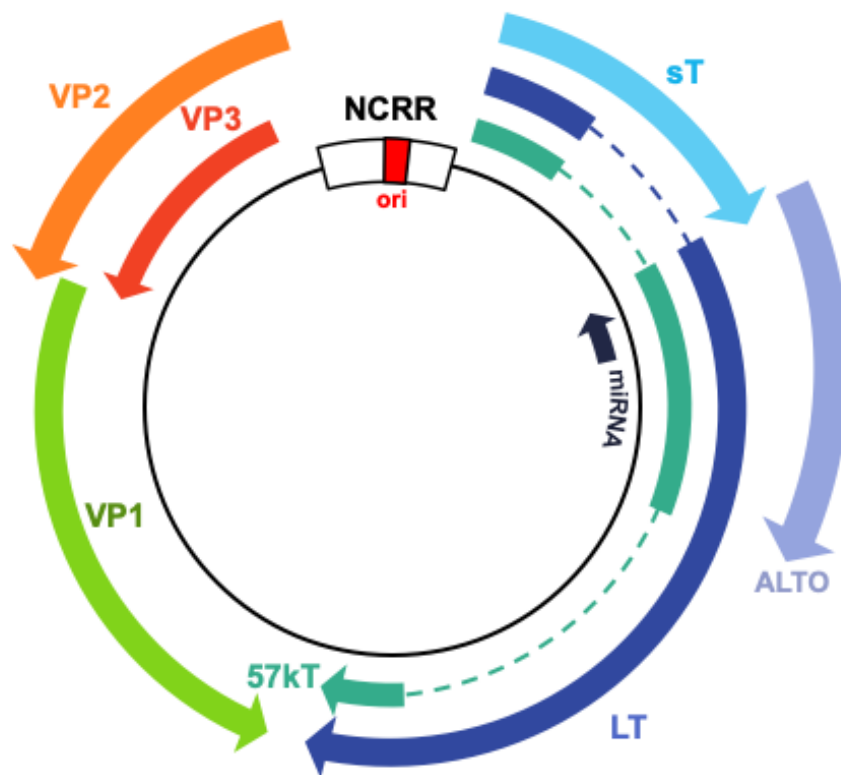 VP2
VP3
NCRR
ori
sT
miRNA
VP1
ALTO
57kT
LT